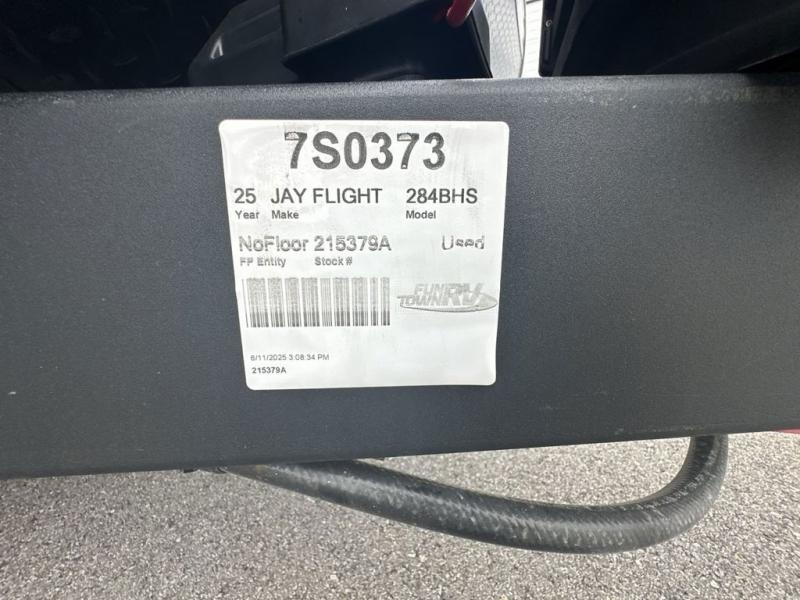 7S0373
25 JAY FLIGHT 284BHS
Year Make Model
NoFloor 215379A Used
FP Entity Stock #
FUN TOWN RV
6/11/2025 3:08:34 PM
215379A